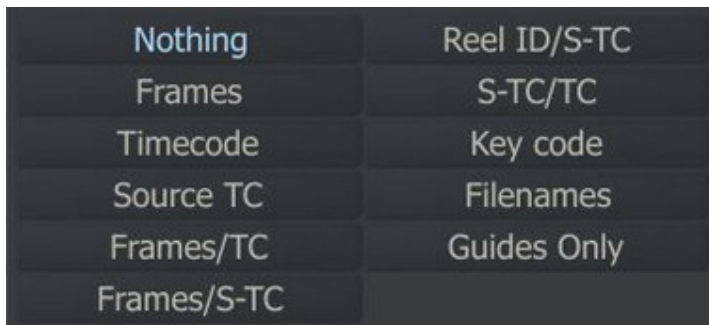 Nothing
Frames
Timecode
Source TC
Frames/TC
Frames/S-TC
Reel ID/S-TC
S-TC/TC
Key code
Filenames
Guides Only